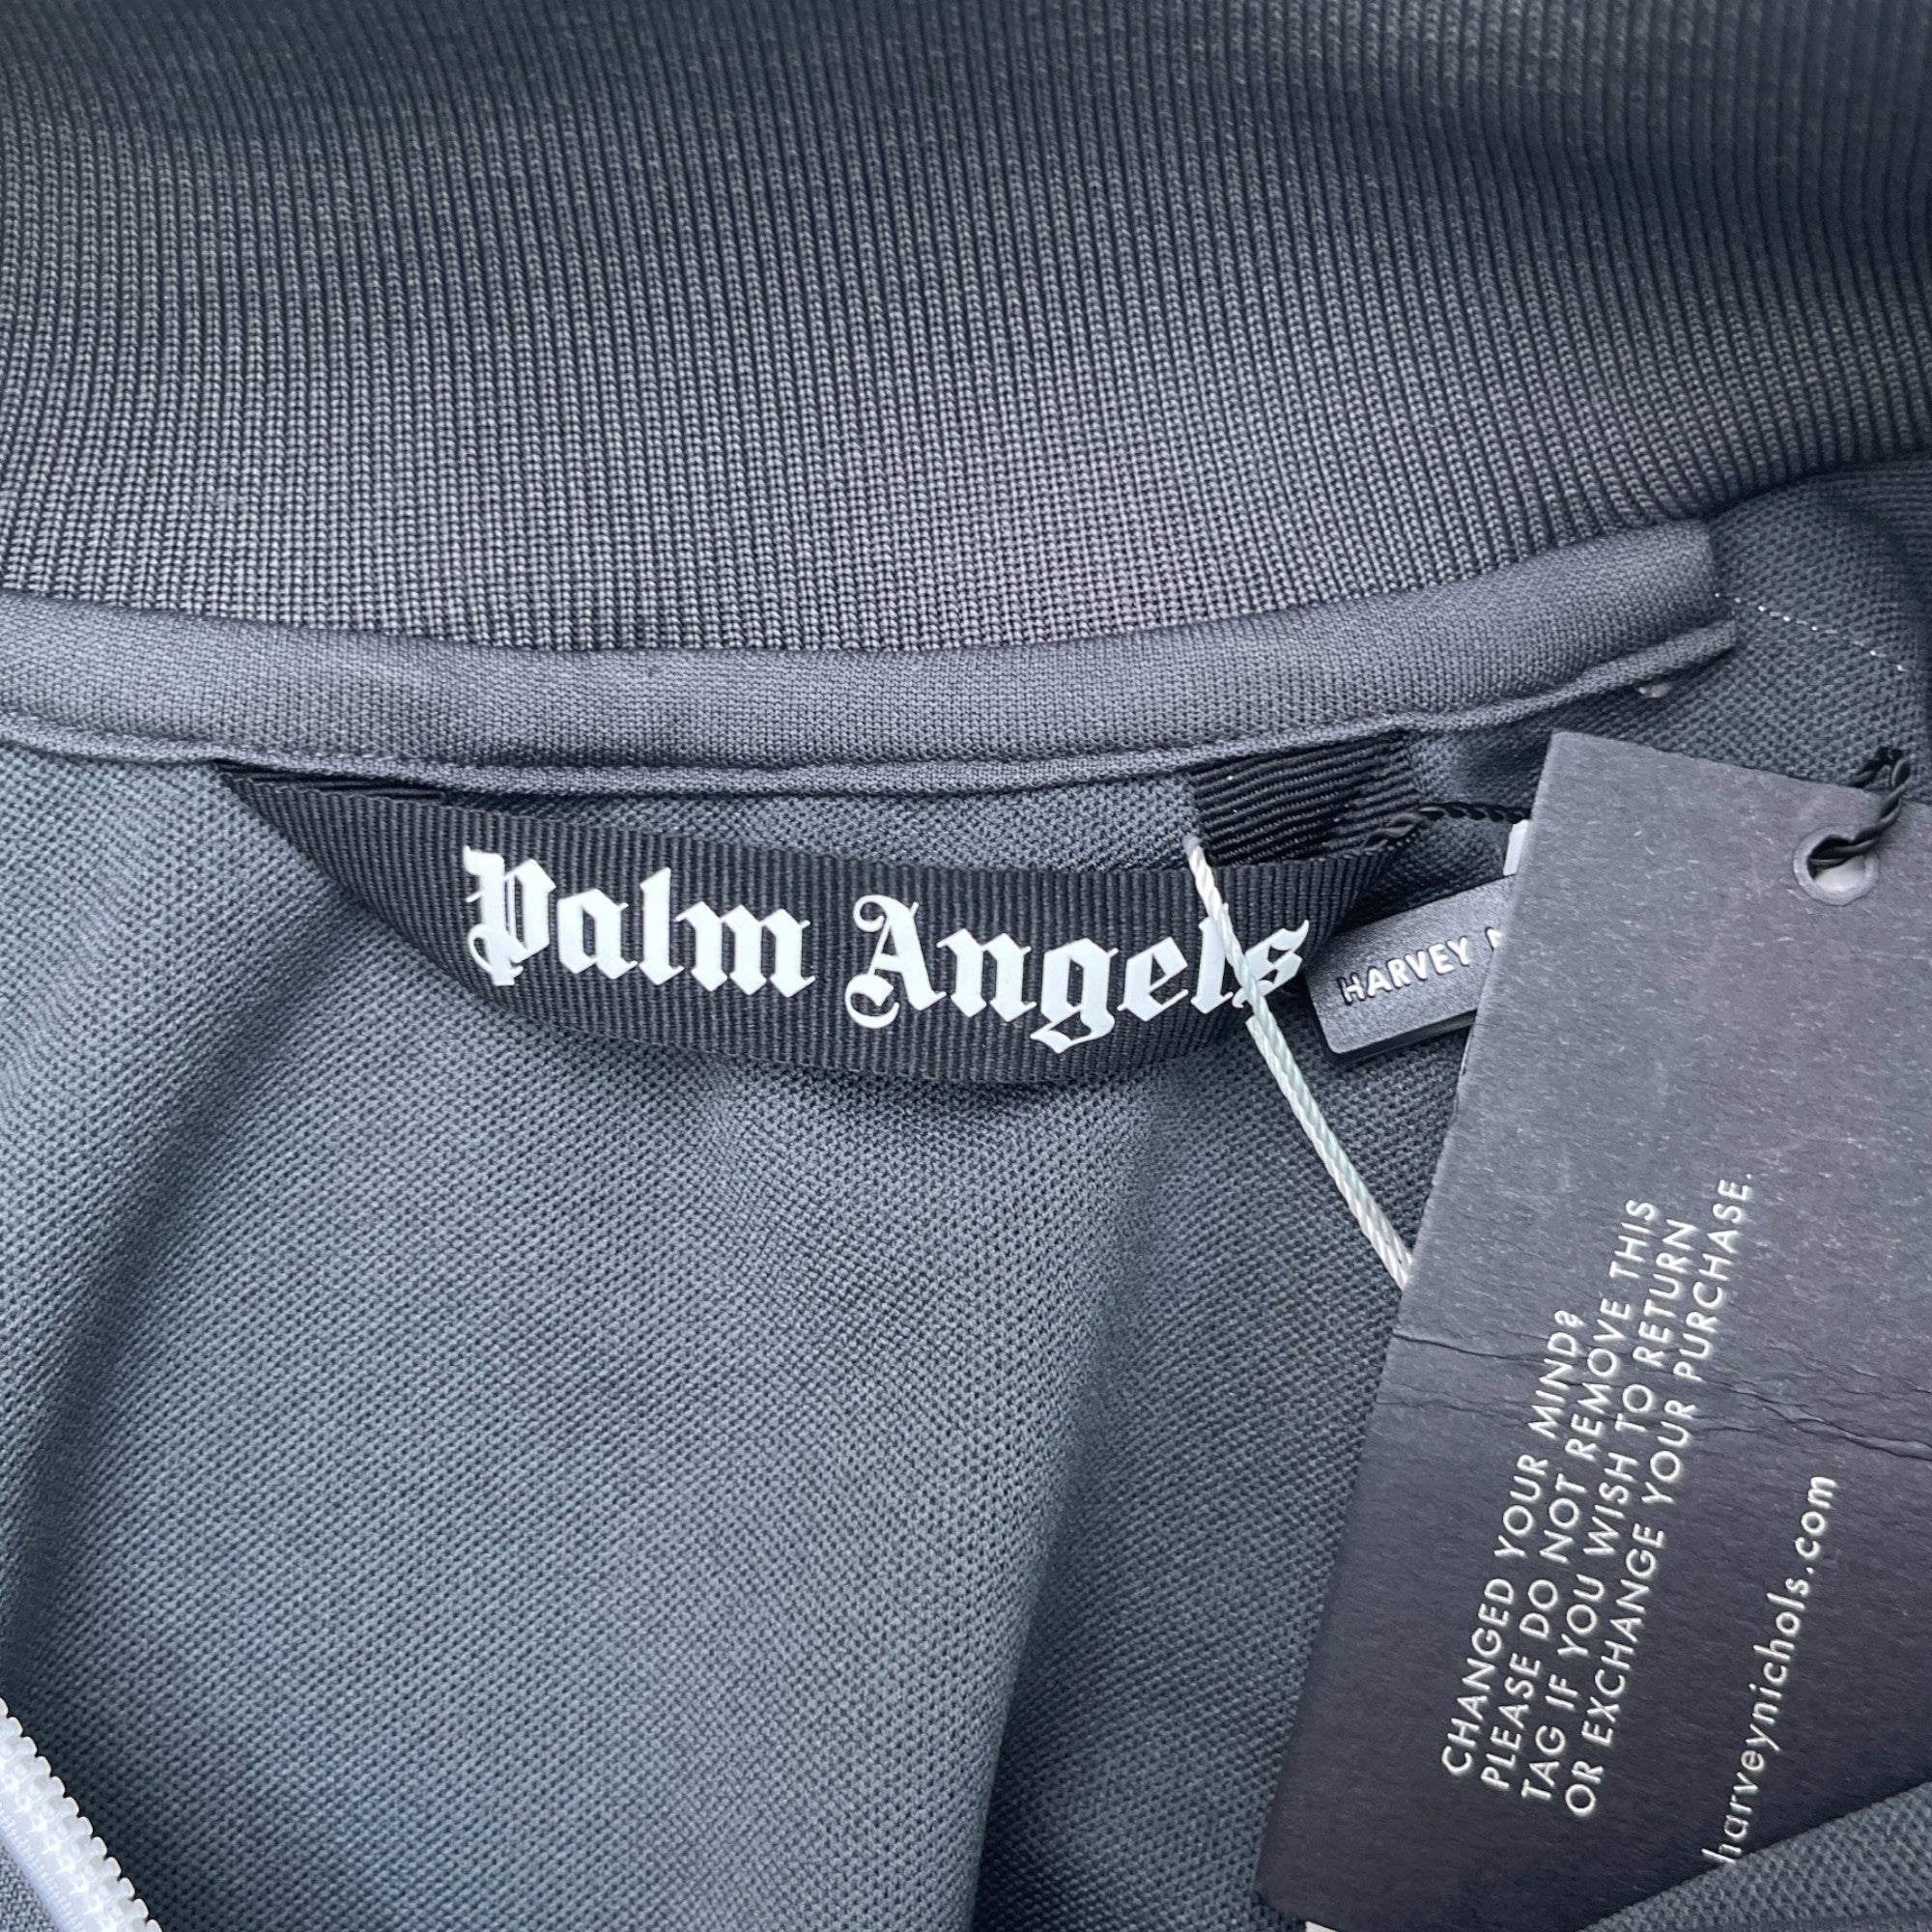 Palm Angels
HARVEY
CHANGED YOUR MIND?
PLEASE DO NOT REMOVE THIS
TAG IF YOU WISH TO RETURN
OR EXCHANGE YOUR PURCHASE.
harveynichols.com